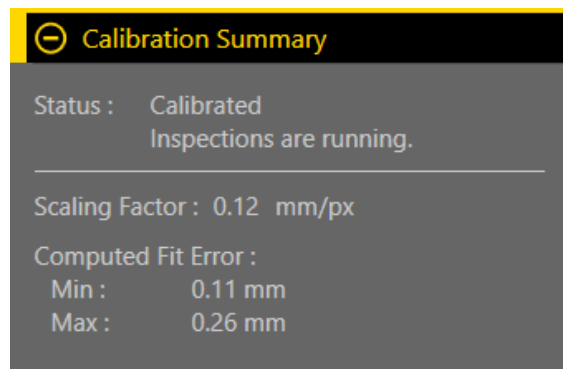 Calibration Summary
Status : Calibrated
Inspections are running.
Scaling Factor : 0.12 mm/px
Computed Fit Error :
Min : 0.11 mm
Max : 0.26 mm